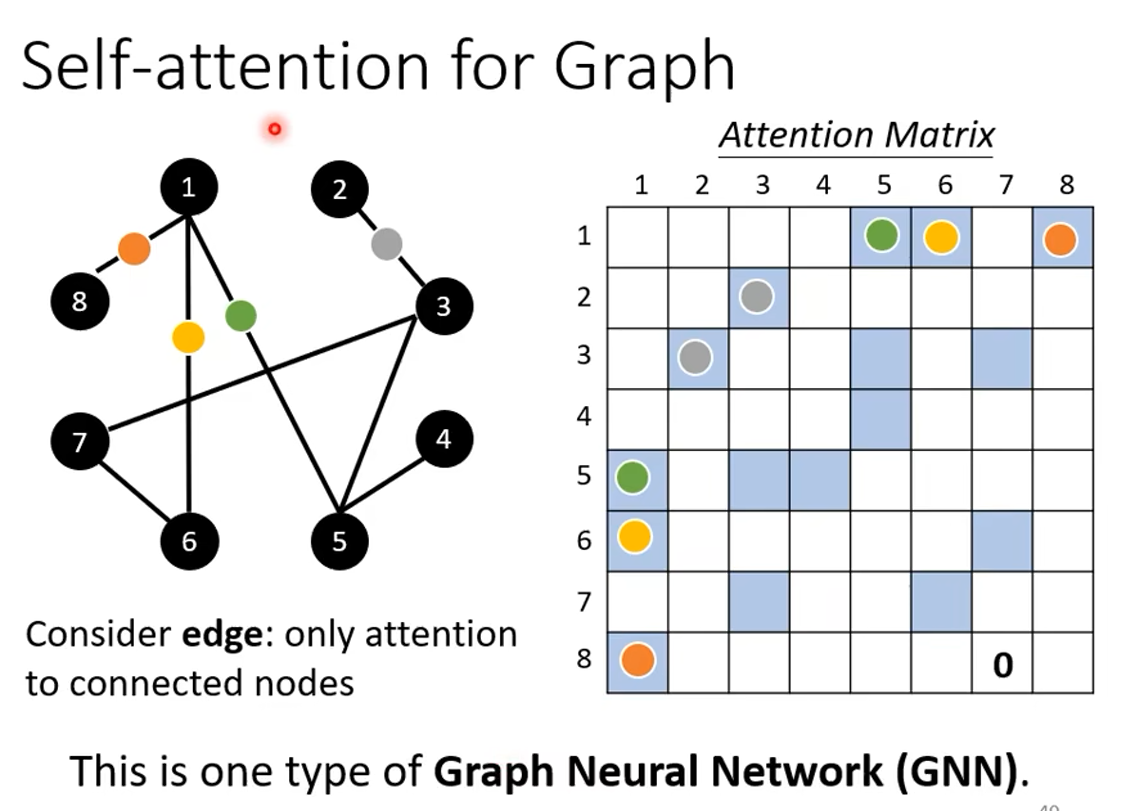 Self-attention for Graph
Attention Matrix
1 2 3 4 5 6 7 8
1
2
3
4
5
6
7
8 0
1
2
8
3
7
4
6
5
Consider edge: only attention
to connected nodes
This is one type of Graph Neural Network (GNN).